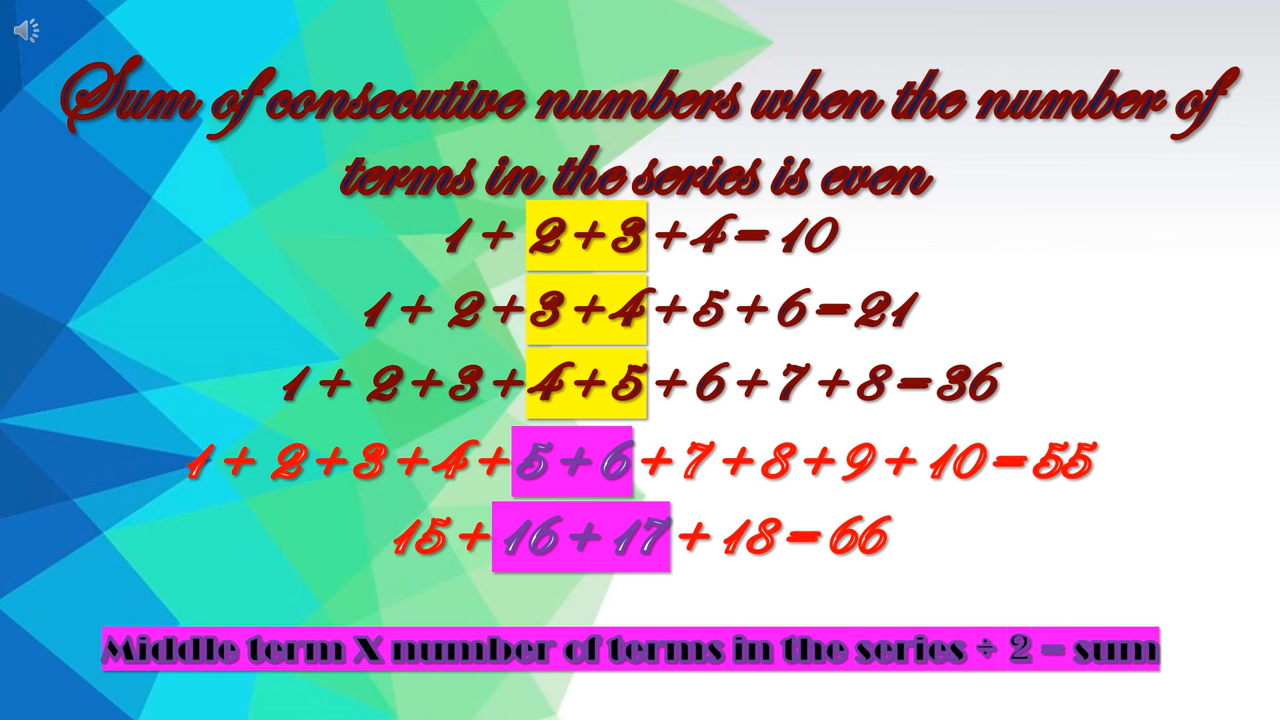 Sum of consecutive numbers when the number of
terms in the series is even
1 + 2 + 3 + 4 = 10
1 + 2 + 3 + 4 + 5 + 6 = 21
1 + 2 + 3 + 4 + 5 + 6 + 7 + 8 = 36
1 + 2 + 3 + 4 + 5 + 6 + 7 + 8 + 9 + 10 = 55
15 + 16 + 17 + 18 = 66
Middle term X number of terms in the series ÷ 2 = sum